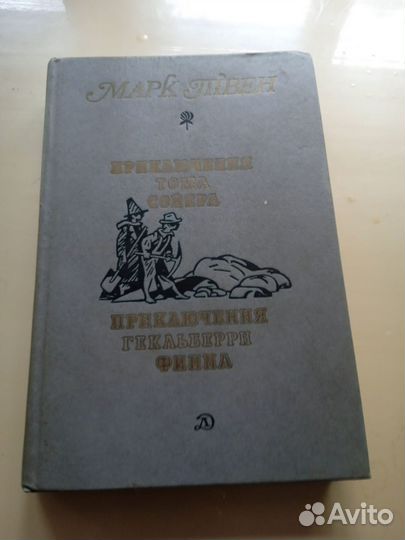 МАРК ТВЕН
ПРИКЛЮЧЕНИЯ
ТОМА
СОЙЕРА
ПРИКЛЮЧЕНИЯ
ГЕКЛЬБЕРРИ
ФИННА
Д
Avito